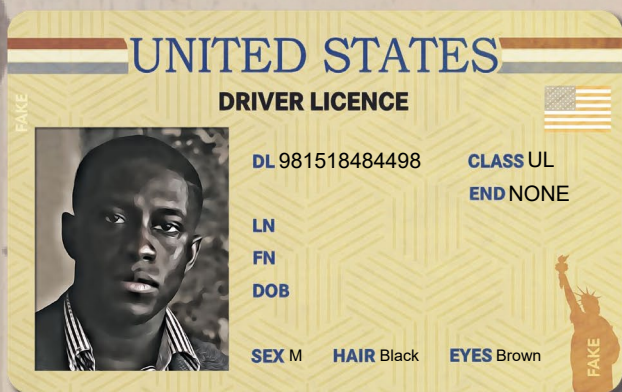 UNITED STATES
DRIVER LICENCE
FAKE
DL 981518484498 CLASS UL
END NONE
LN
FN
DOB
SEX M HAIR Black EYES Brown
FAKE